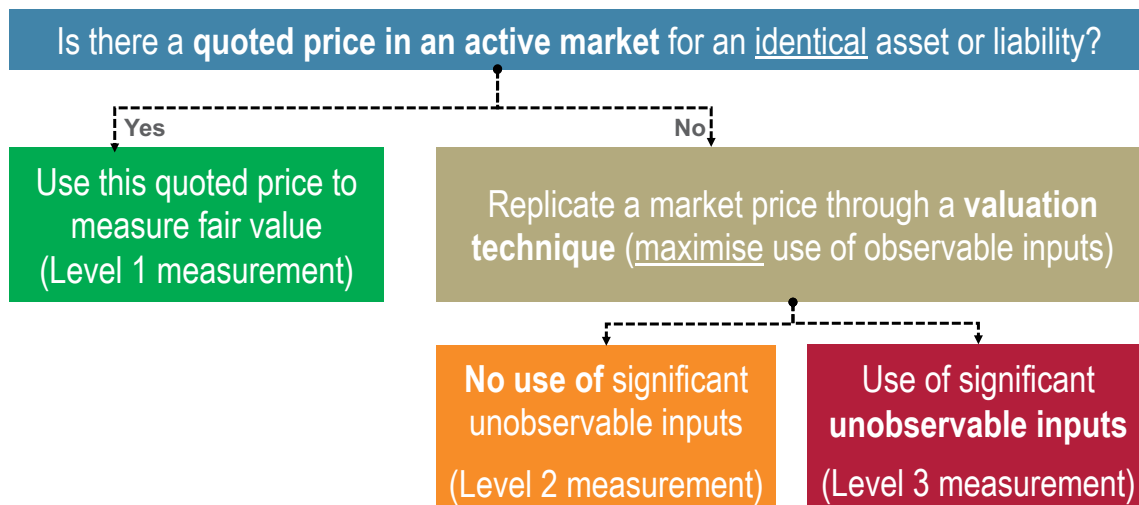 Is there a quoted price in an active market for an identical asset or liability?
Yes
No
Use this quoted price to
measure fair value
(Level 1 measurement)
Replicate a market price through a valuation
technique (maximise use of observable inputs)
No use of significant
unobservable inputs
(Level 2 measurement)
Use of significant
unobservable inputs
(Level 3 measurement)